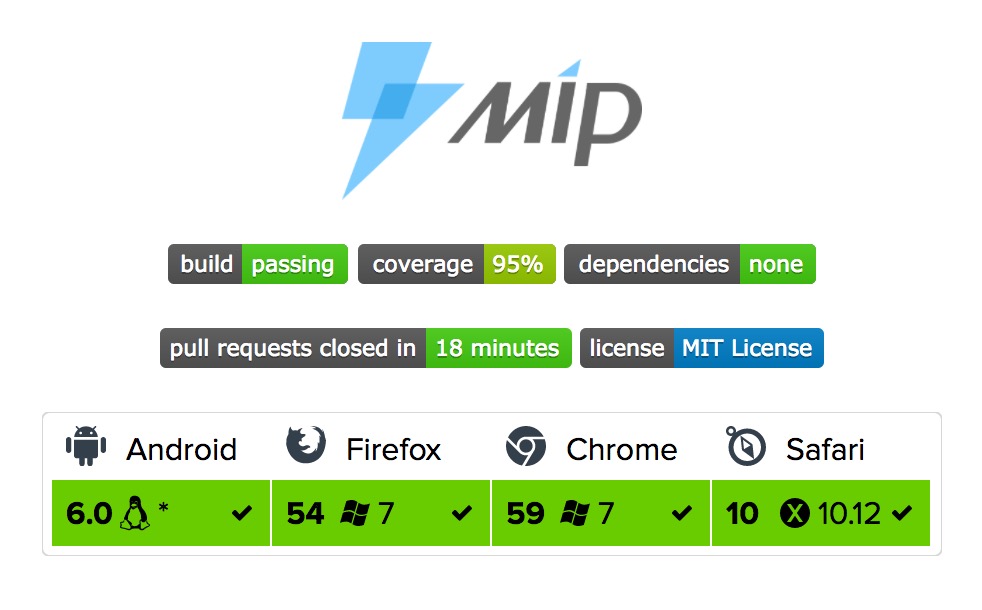 mip
build passing coverage 95% dependencies none
pull requests closed in 18 minutes license MIT License
Android Firefox Chrome Safari
6.0 * 54 7 59 7 10 X 10.12